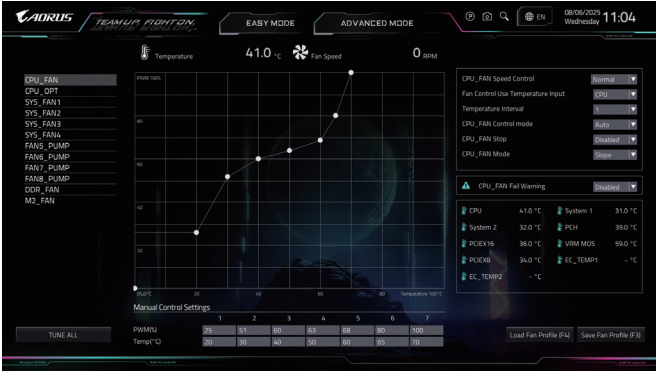 AORUS
TEAM UP. FIGHT ON.
EASY MODE
ADVANCED MODE
EN
08/06/2025
Wednesday
11:04
Temperature
41.0 °C
Fan Speed
0 RPM
CPU_FAN
CPU_OPT
SYS_FAN1
SYS_FAN2
SYS_FAN3
SYS_FAN4
FAN5_PUMP
FAN6_PUMP
FAN7_PUMP
FAN8_PUMP
DDR_FAN
M2_FAN
PWM 100%
80
60
40
20
0%/0°C
20
40
60
80
Temperature 100°C
Manual Control Settings
1 2 3 4 5 6 7
PWM(%) 25 51 60 63 68 80 100
Temp(°C) 20 30 40 50 60 65 70
TUNE ALL
CPU_FAN Speed Control Normal
Fan Control Use Temperature Input CPU
Temperature Interval 1
CPU_FAN Control mode Auto
CPU_FAN Stop Disabled
CPU_FAN Mode Slope
CPU_FAN Fail Warning Disabled
CPU 41.0 °C System 1 31.0 °C
System 2 32.0 °C PCH 39.0 °C
PCIEX16 36.0 °C VRM MOS 59.0 °C
PCIEX8 34.0 °C EC_TEMP1 - °C
EC_TEMP2 - °C
Load Fan Profile (F4)
Save Fan Profile (F3)